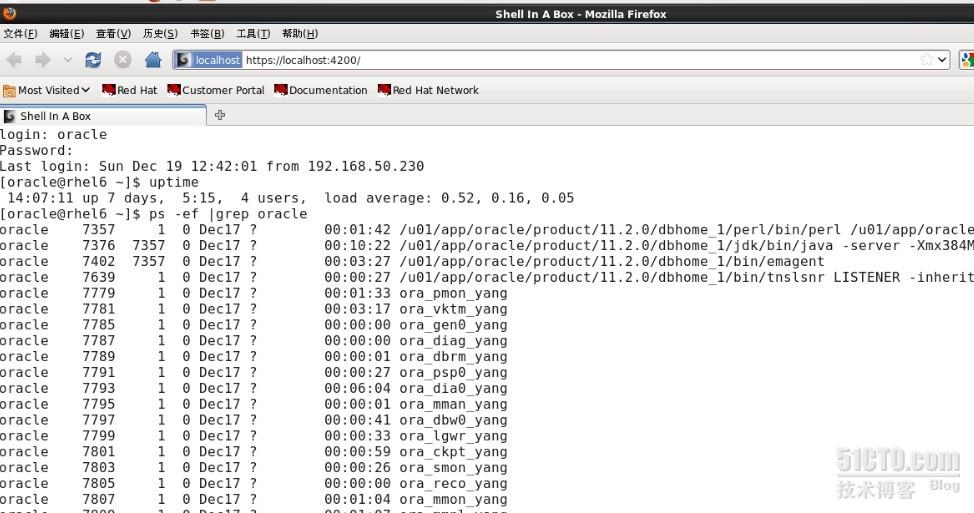 Shell In A Box - Mozilla Firefox
文件(F) 编辑(E) 查看(V) 历史(S) 书签(B) 工具(T) 帮助(H)
localhost https://localhost:4200/
Most Visited Red Hat Customer Portal Documentation Red Hat Network
Shell In A Box
login: oracle
Password:
Last login: Sun Dec 19 12:42:01 from 192.168.50.230
[oracle@rhel6 ~]$ uptime
14:07:11 up 7 days, 5:15, 4 users, load average: 0.52, 0.16, 0.05
[oracle@rhel6 ~]$ ps -ef |grep oracle
oracle 7357 1 0 Dec17 ? 00:01:42 /u01/app/oracle/product/11.2.0/dbhome_1/perl/bin/perl /u01/app/oracle
oracle 7376 7357 0 Dec17 ? 00:10:22 /u01/app/oracle/product/11.2.0/dbhome_1/jdk/bin/java -server -Xmx384M
oracle 7402 7357 0 Dec17 ? 00:03:27 /u01/app/oracle/product/11.2.0/dbhome_1/bin/emagent
oracle 7639 1 0 Dec17 ? 00:00:27 /u01/app/oracle/product/11.2.0/dbhome_1/bin/tnslsnr LISTENER -inherit
oracle 7779 1 0 Dec17 ? 00:01:33 ora_pmon_yang
oracle 7781 1 0 Dec17 ? 00:03:17 ora_vktm_yang
oracle 7785 1 0 Dec17 ? 00:00:00 ora_gen0_yang
oracle 7787 1 0 Dec17 ? 00:00:00 ora_diag_yang
oracle 7789 1 0 Dec17 ? 00:00:01 ora_dbrm_yang
oracle 7791 1 0 Dec17 ? 00:00:27 ora_psp0_yang
oracle 7793 1 0 Dec17 ? 00:06:04 ora_dia0_yang
oracle 7795 1 0 Dec17 ? 00:00:01 ora_mman_yang
oracle 7797 1 0 Dec17 ? 00:00:41 ora_dbw0_yang
oracle 7799 1 0 Dec17 ? 00:00:33 ora_lgwr_yang
oracle 7801 1 0 Dec17 ? 00:00:59 ora_ckpt_yang
oracle 7803 1 0 Dec17 ? 00:00:26 ora_smon_yang
oracle 7805 1 0 Dec17 ? 00:00:00 ora_reco_yang
oracle 7807 1 0 Dec17 ? 00:01:04 ora_mmon_yang
51CTO.com
技术博客 Blog